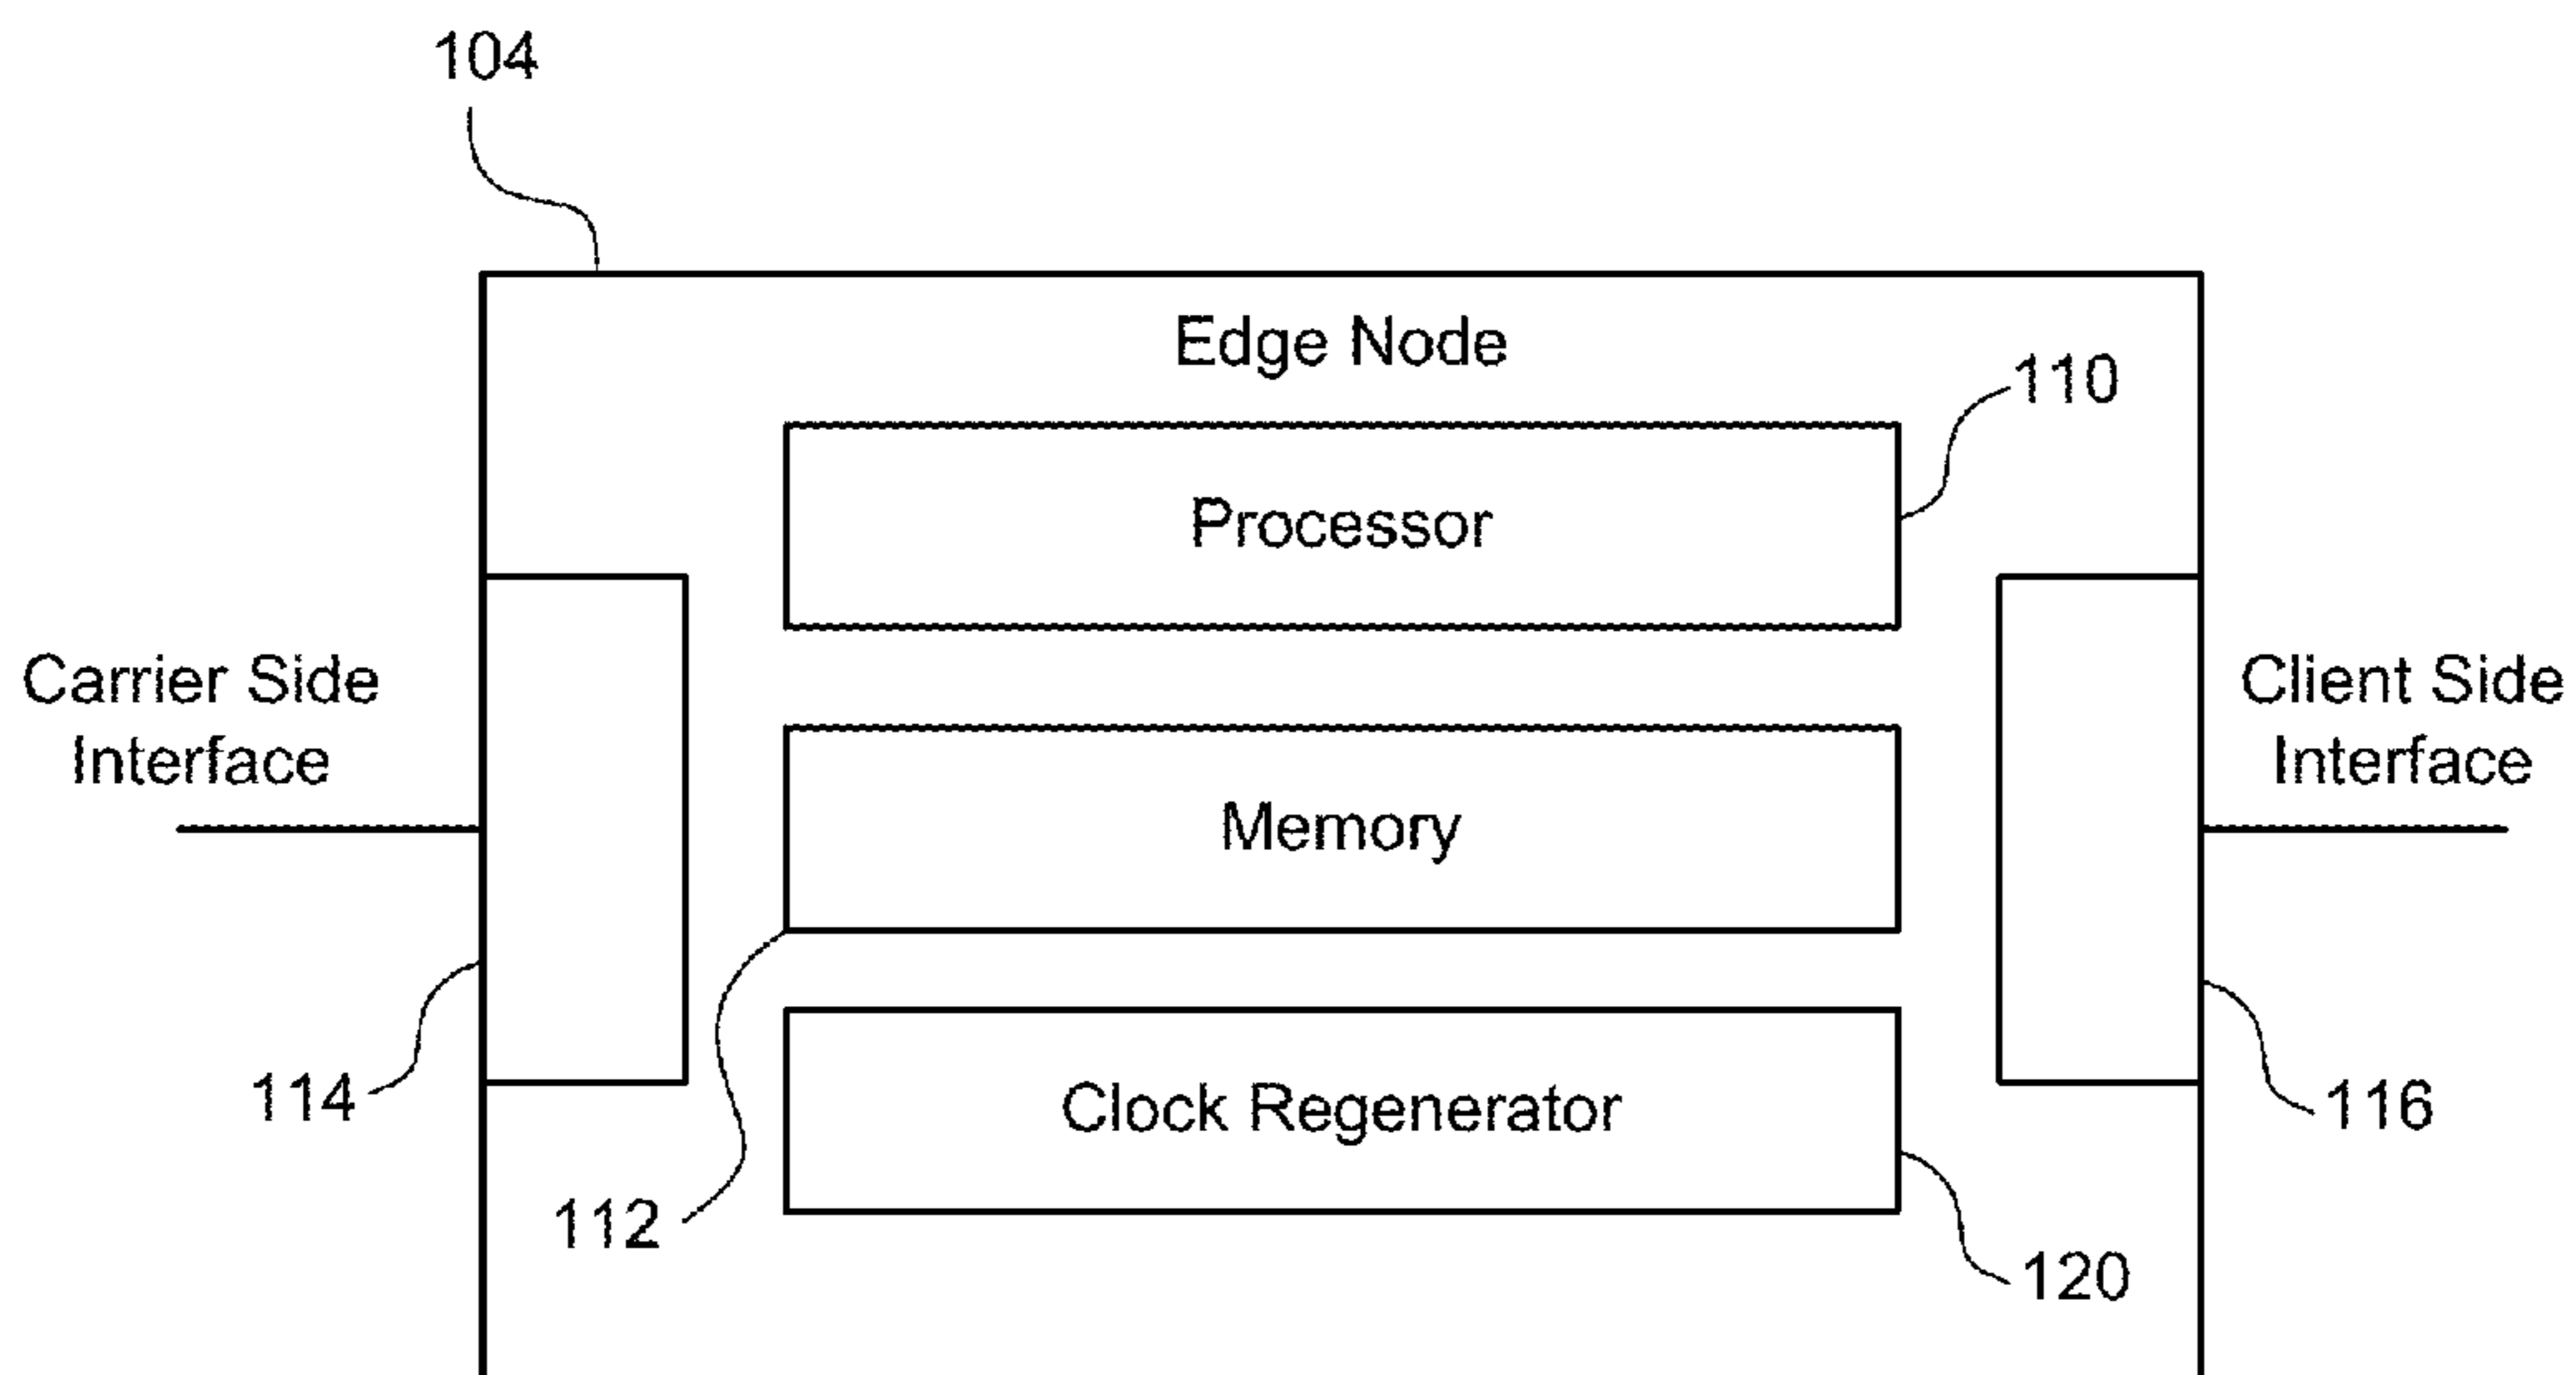 104
Edge Node
110
Processor
Carrier Side
Interface
Client Side
Interface
Memory
114
Clock Regenerator
116
112
120